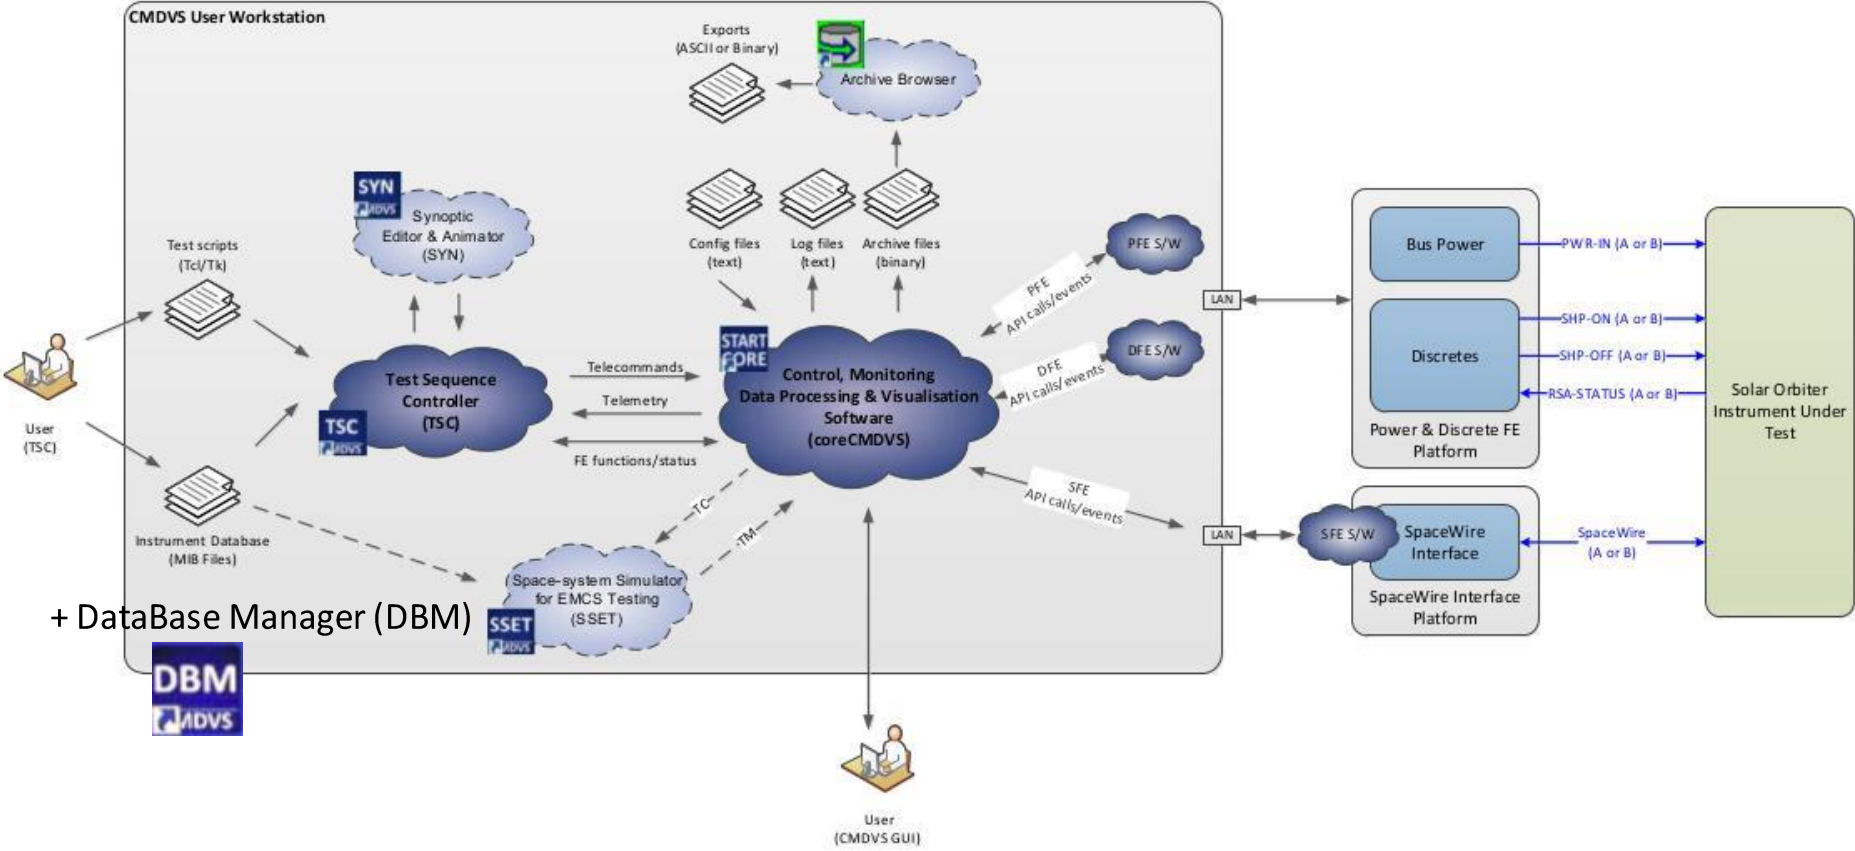 CMDVS User Workstation
Exports
(ASCII or Binary)
Archive Browser
SYN
MDVS
Synoptic
Editor & Animator
(SYN)
Config files
(text)
Log files
(text)
Archive files
(binary)
Test scripts
(Tcl/Tk)
User
(TSC)
Instrument Database
(MIB Files)
Test Sequence
Controller
(TSC)
TSC
MDVS
Telecommands
Telemetry
FE functions/status
START
CORE
Control, Monitoring
Data Processing & Visualisation
Software
(coreCMDVS)
PFE
API calls/events
PFE S/W
DFE
API calls/events
DFE S/W
SFE
API calls/events
TC
TM
Space-system Simulator
for EMCS Testing
(SSET)
SSET
MDVS
+ DataBase Manager (DBM)
DBM
MDVS
User
(CMDVS GUI)
LAN
LAN
Bus Power
Discretes
Power & Discrete FE
Platform
SFE S/W
SpaceWire
Interface
SpaceWire Interface
Platform
PWR-IN (A or B)
SHP-ON (A or B)
SHP-OFF (A or B)
RSA-STATUS (A or B)
SpaceWire
(A or B)
Solar Orbiter
Instrument Under
Test